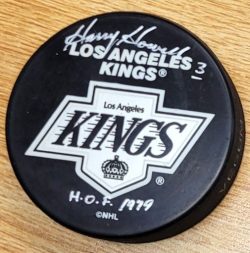 Harry Howell 3
LOS ANGELES
KINGS®
Los Angeles
KINGS
®
H.O.F. 1979
©NHL